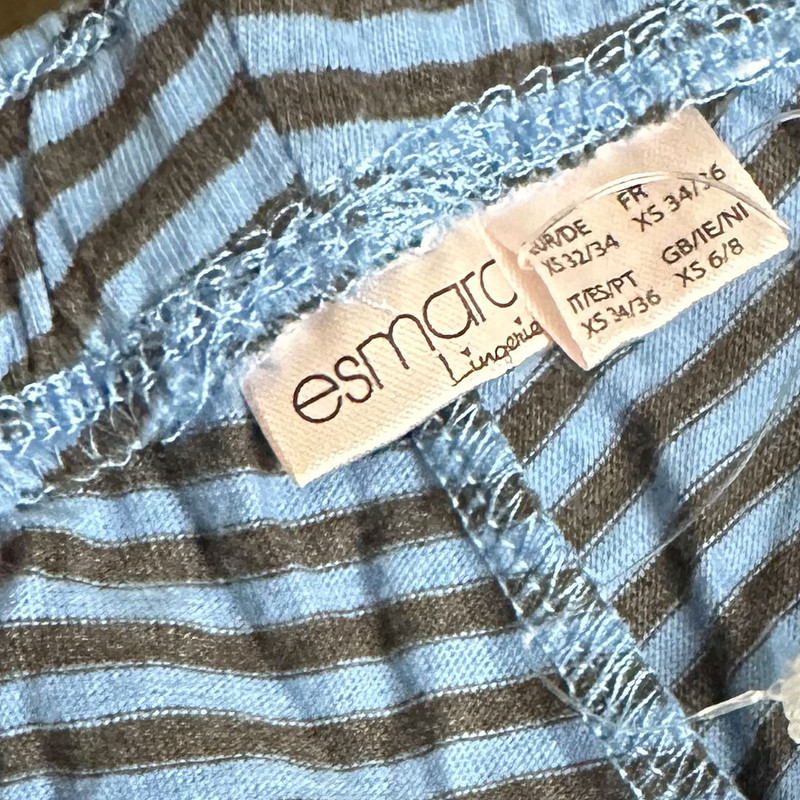 esmara
Lingerie
EUR/DE
XS 32/34
FR
XS 34/36
IT/ES/PT
XS 34/36
GB/IE/NI
XS 6/8